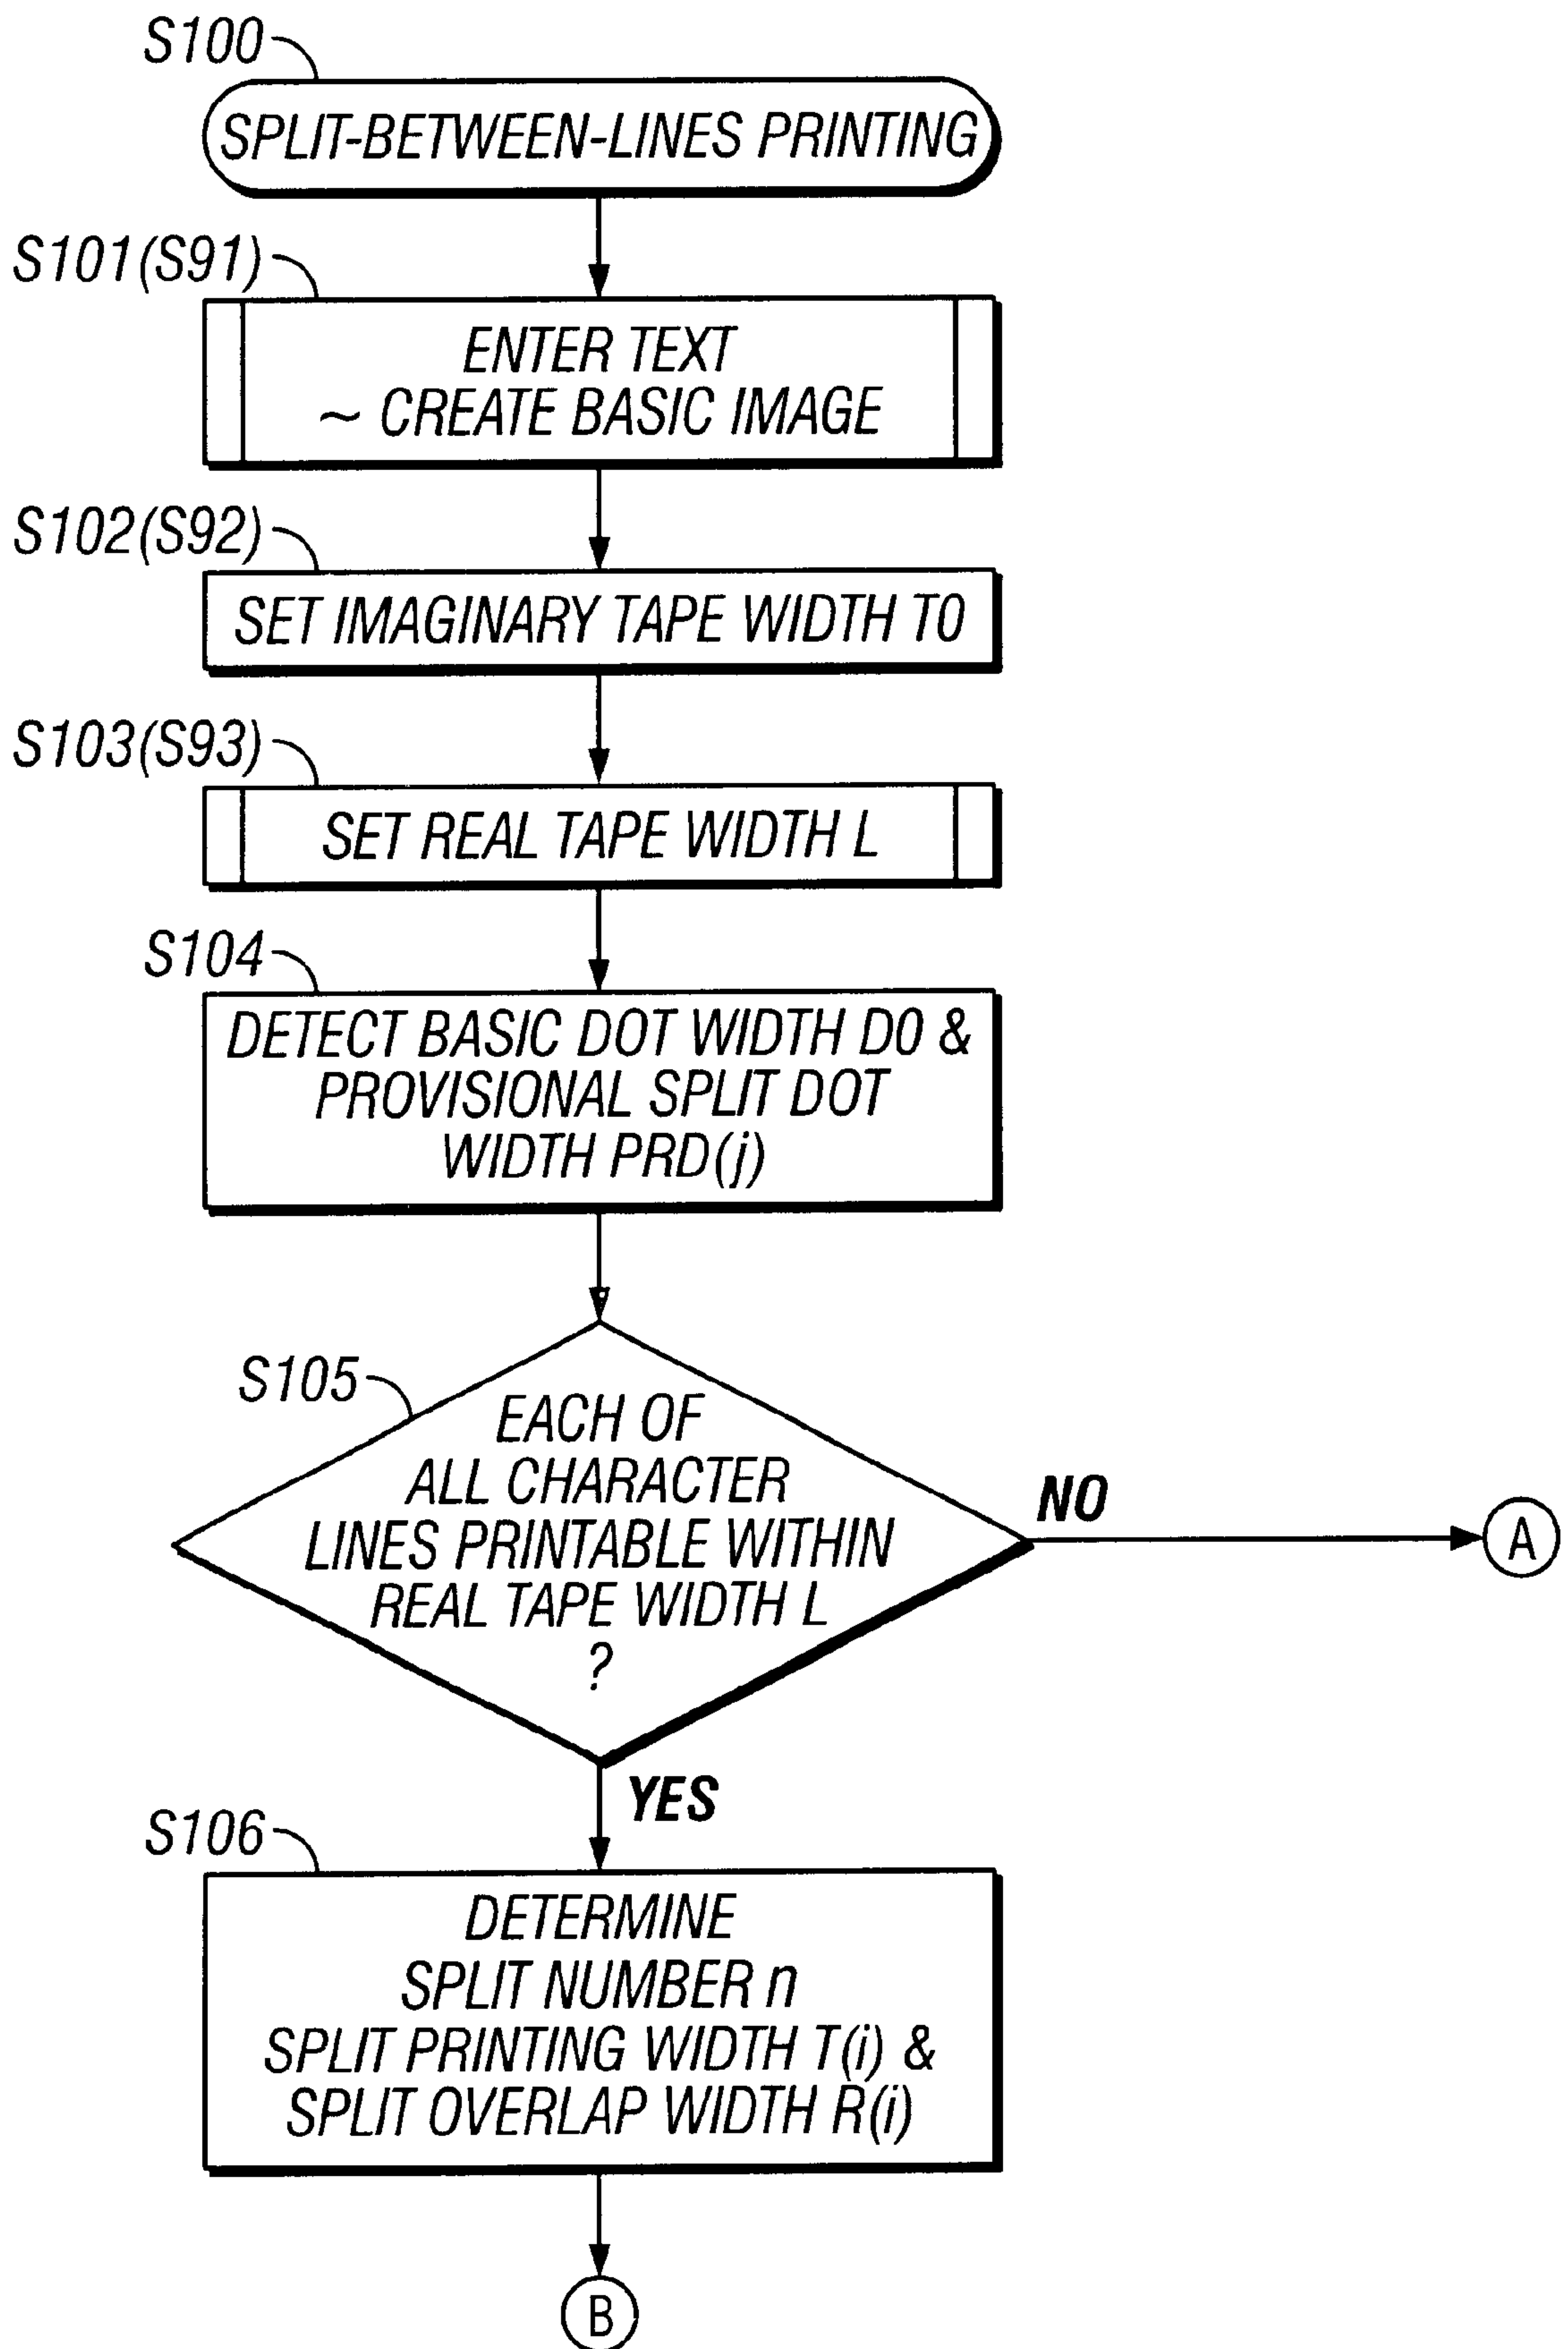 S100
SPLIT-BETWEEN-LINES PRINTING
S101(S91)
ENTER TEXT
~ CREATE BASIC IMAGE
S102(S92)
SET IMAGINARY TAPE WIDTH T0
S103(S93)
SET REAL TAPE WIDTH L
S104
DETECT BASIC DOT WIDTH D0 &
PROVISIONAL SPLIT DOT
WIDTH PRD(j)
S105
EACH OF
ALL CHARACTER
LINES PRINTABLE WITHIN
REAL TAPE WIDTH L
?
NO
A
YES
S106
DETERMINE
SPLIT NUMBER n
SPLIT PRINTING WIDTH T(i) &
SPLIT OVERLAP WIDTH R(i)
B